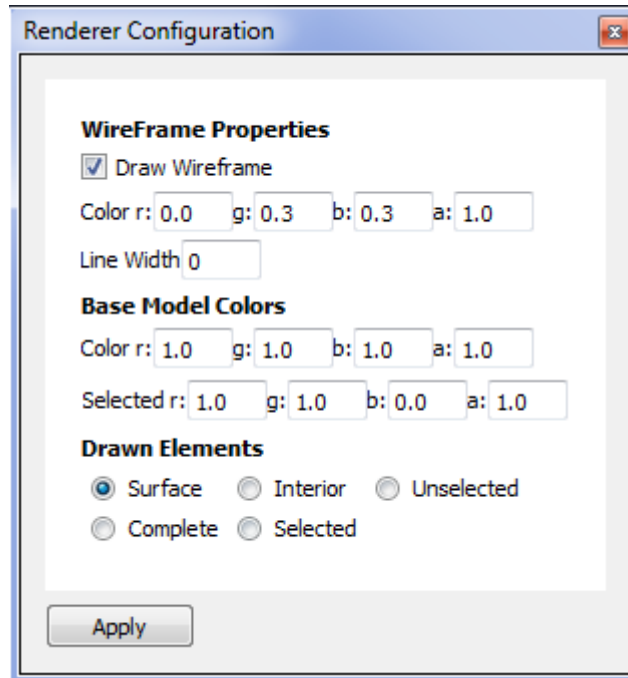 Renderer Configuration
WireFrame Properties
Draw Wireframe
Color r: 0.0 g: 0.3 b: 0.3 a: 1.0
Line Width 0
Base Model Colors
Color r: 1.0 g: 1.0 b: 1.0 a: 1.0
Selected r: 1.0 g: 1.0 b: 0.0 a: 1.0
Drawn Elements
Surface Interior Unselected
Complete Selected
Apply